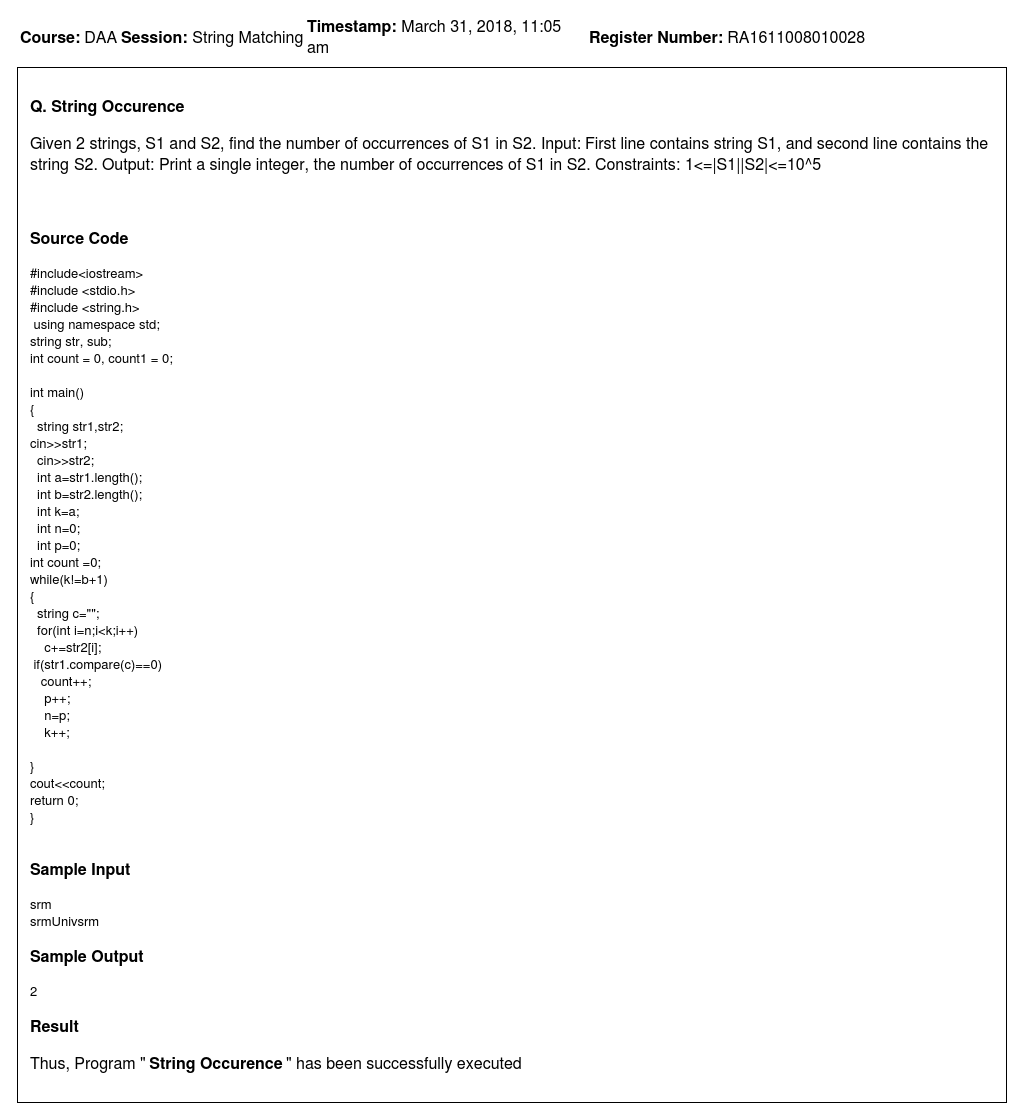 Course: DAA Session: String Matching Timestamp: March 31, 2018, 11:05 am Register Number: RA1611008010028
Q. String Occurence
Given 2 strings, S1 and S2, find the number of occurrences of S1 in S2. Input: First line contains string S1, and second line contains the
string S2. Output: Print a single integer, the number of occurrences of S1 in S2. Constraints: 1<=|S1||S2|<=10^5
Source Code
#include<iostream>
#include <stdio.h>
#include <string.h>
 using namespace std;
string str, sub;
int count = 0, count1 = 0;

int main()
{
  string str1,str2;
cin>>str1;
  cin>>str2;
  int a=str1.length();
  int b=str2.length();
  int k=a;
  int n=0;
  int p=0;
int count =0;
while(k!=b+1)
{
  string c="";
  for(int i=n;i<k;i++)
    c+=str2[i];
 if(str1.compare(c)==0)
   count++;
    p++;
    n=p;
    k++;

}
cout<<count;
return 0;
}
Sample Input
srm
srmUnivsrm
Sample Output
2
Result
Thus, Program " String Occurence " has been successfully executed